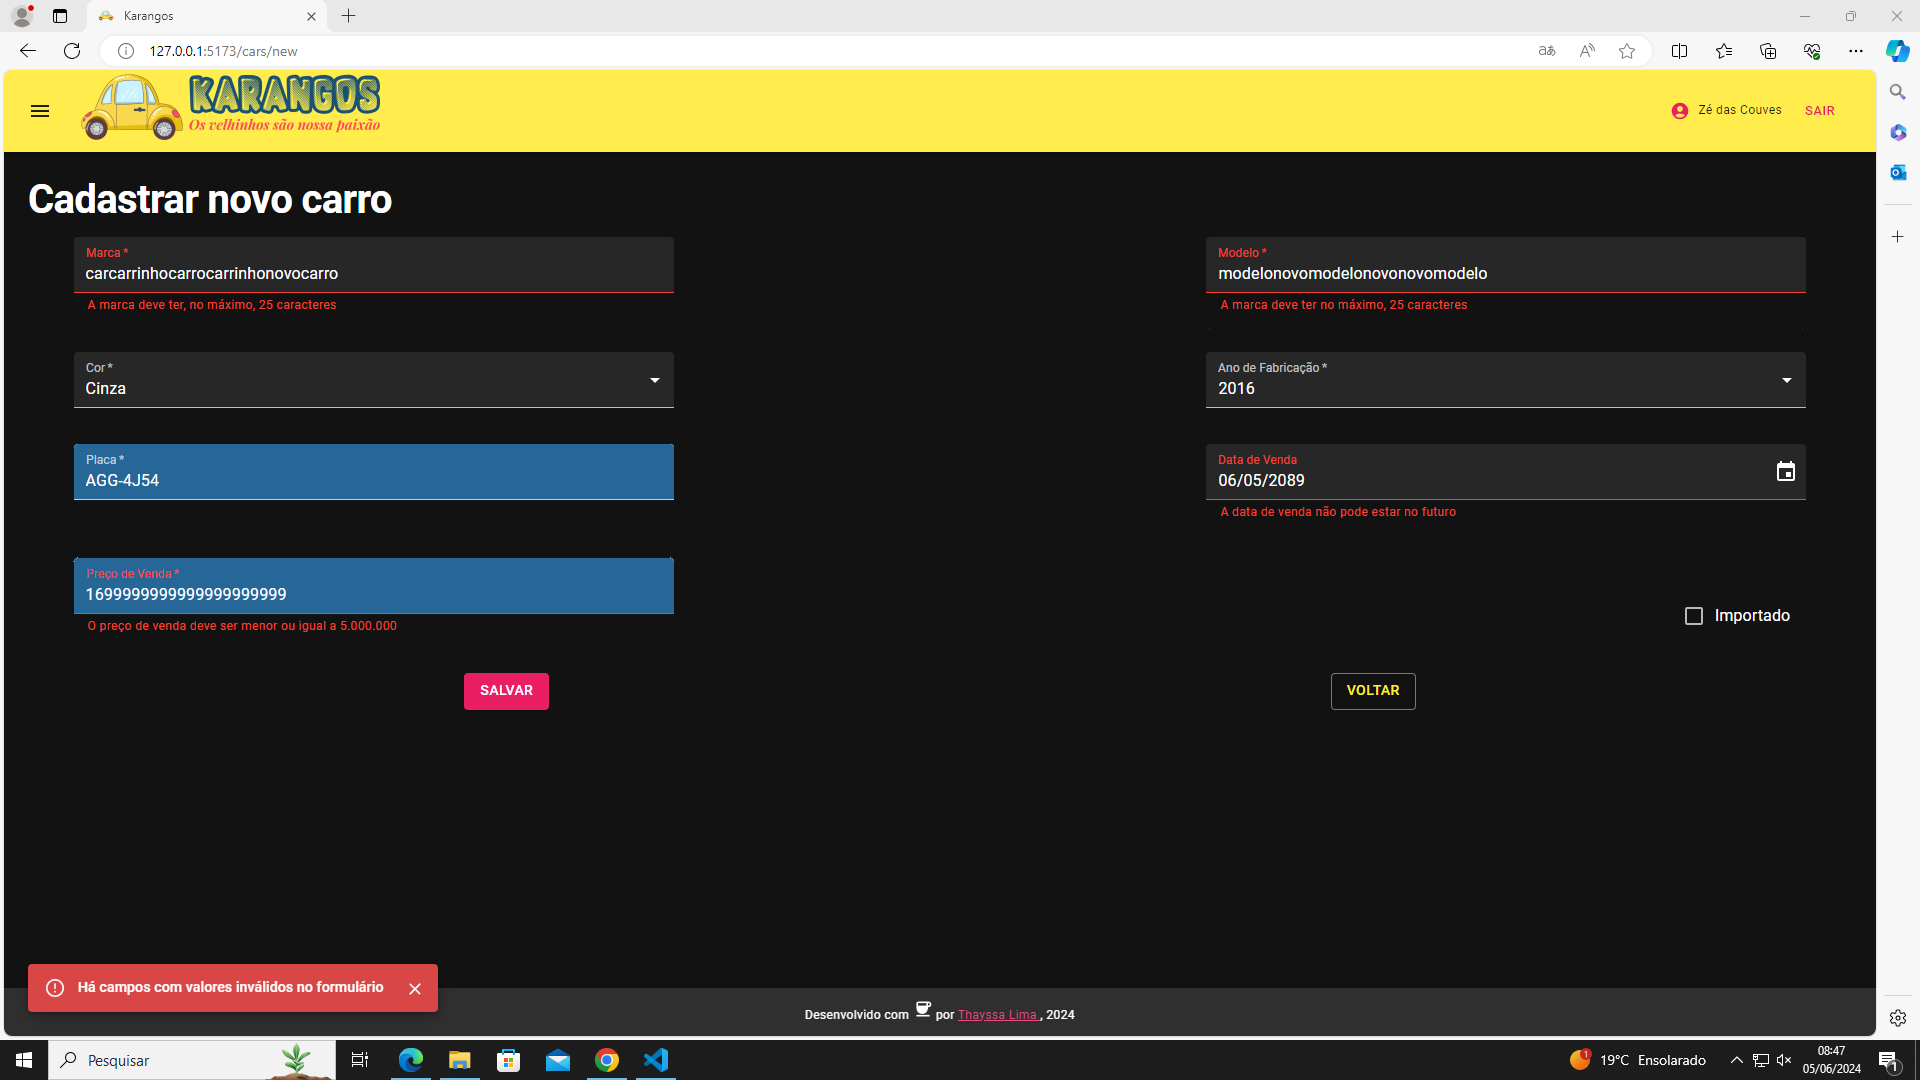 Karangos
127.0.0.1:5173/cars/new
KARANGOS
Os velhinhos são nossa paixão
Zé das Couves
SAIR
Cadastrar novo carro
Marca *
carcarrinhocarrocarrinhonovocarro
A marca deve ter, no máximo, 25 caracteres
Modelo *
modelonovomodelonovonovomodelo
A marca deve ter no máximo, 25 caracteres
Cor *
Cinza
Ano de Fabricação *
2016
Placa *
AGG-4J54
Data de Venda
06/05/2089
A data de venda não pode estar no futuro
Preço de Venda *
1699999999999999999999
O preço de venda deve ser menor ou igual a 5.000.000
Importado
SALVAR
VOLTAR
Há campos com valores inválidos no formulário
Desenvolvido com por Thayssa Lima , 2024
Pesquisar
1
19°C Ensolarado
08:47
05/06/2024
1